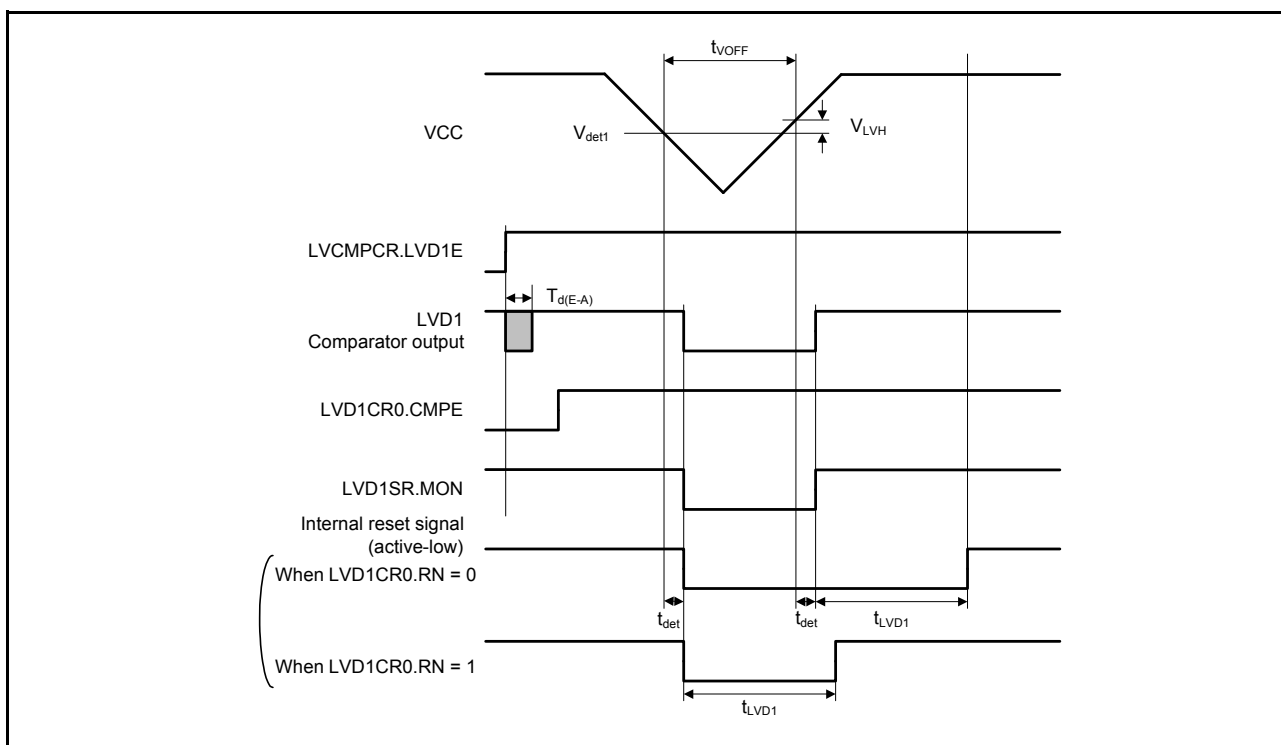 tVOFF
VCC
Vdet1
VLVH
LVCMPCR.LVD1E
Td(E-A)
LVD1
Comparator output
LVD1CR0.CMPE
LVD1SR.MON
Internal reset signal
(active-low)
When LVD1CR0.RN = 0
tdet
tdet
tLVD1
When LVD1CR0.RN = 1
tLVD1